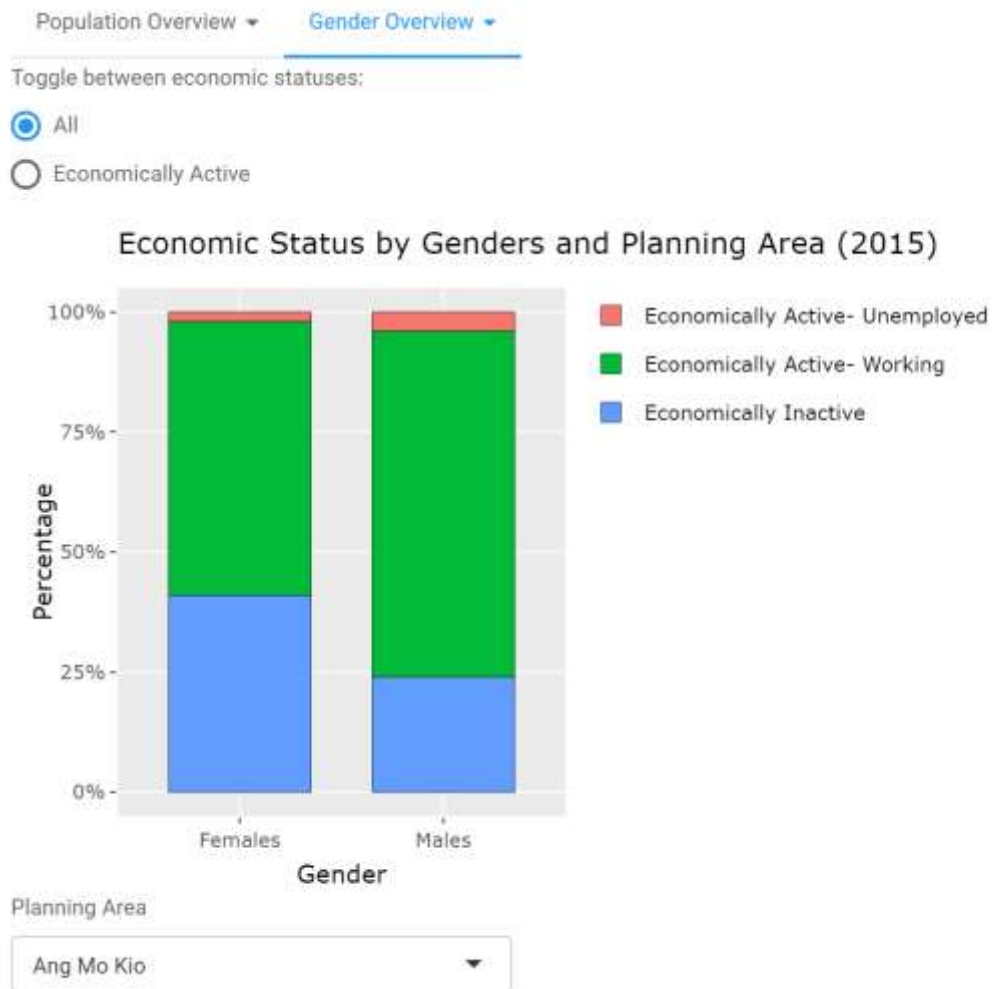 Population Overview Gender Overview
Toggle between economic statuses:
All
Economically Active
Economic Status by Genders and Planning Area (2015)
100%
75%
50%
25%
0%
Percentage
Females Males
Gender
Economically Active- Unemployed
Economically Active- Working
Economically Inactive
Planning Area
Ang Mo Kio